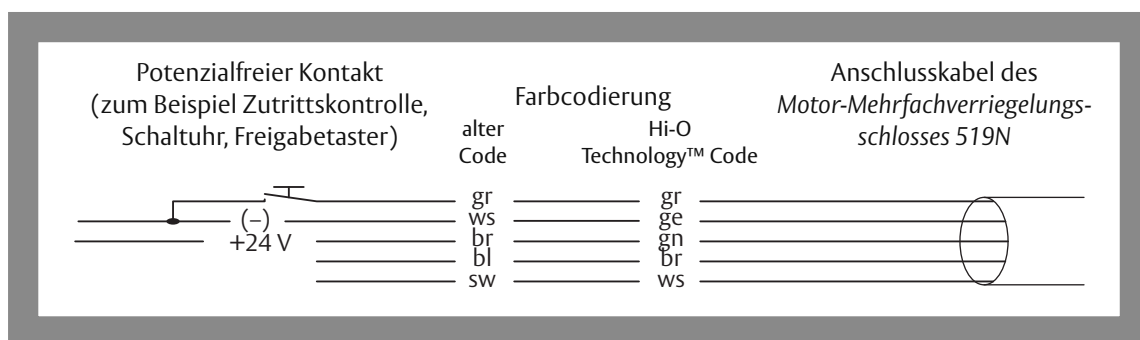 Potenzialfreier Kontakt
(zum Beispiel Zutrittskontrolle,
Schaltuhr, Freigabetaster)
Farbcodierung
alter
Code
Hi-O
Technology™ Code
Anschlusskabel des
Motor-Mehrfachverriegelungs-
schlosses 519N
gr gr
(–) ws ge
+24 V br gn
bl br
sw ws